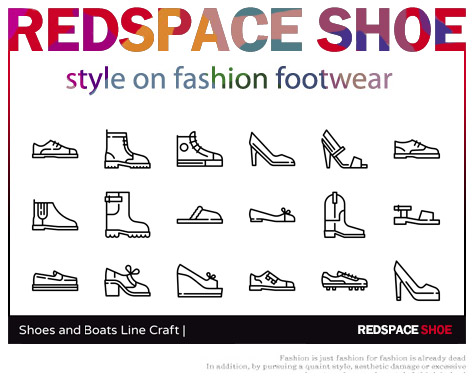 REDSPACE SHOE
style on fashion footwear
Shoes and Boats Line Craft |
REDSPACE SHOE
Fashion is just fashion for fashion is already dead
In addition, by pursuing a quaint style, aesthetic damage or excessive